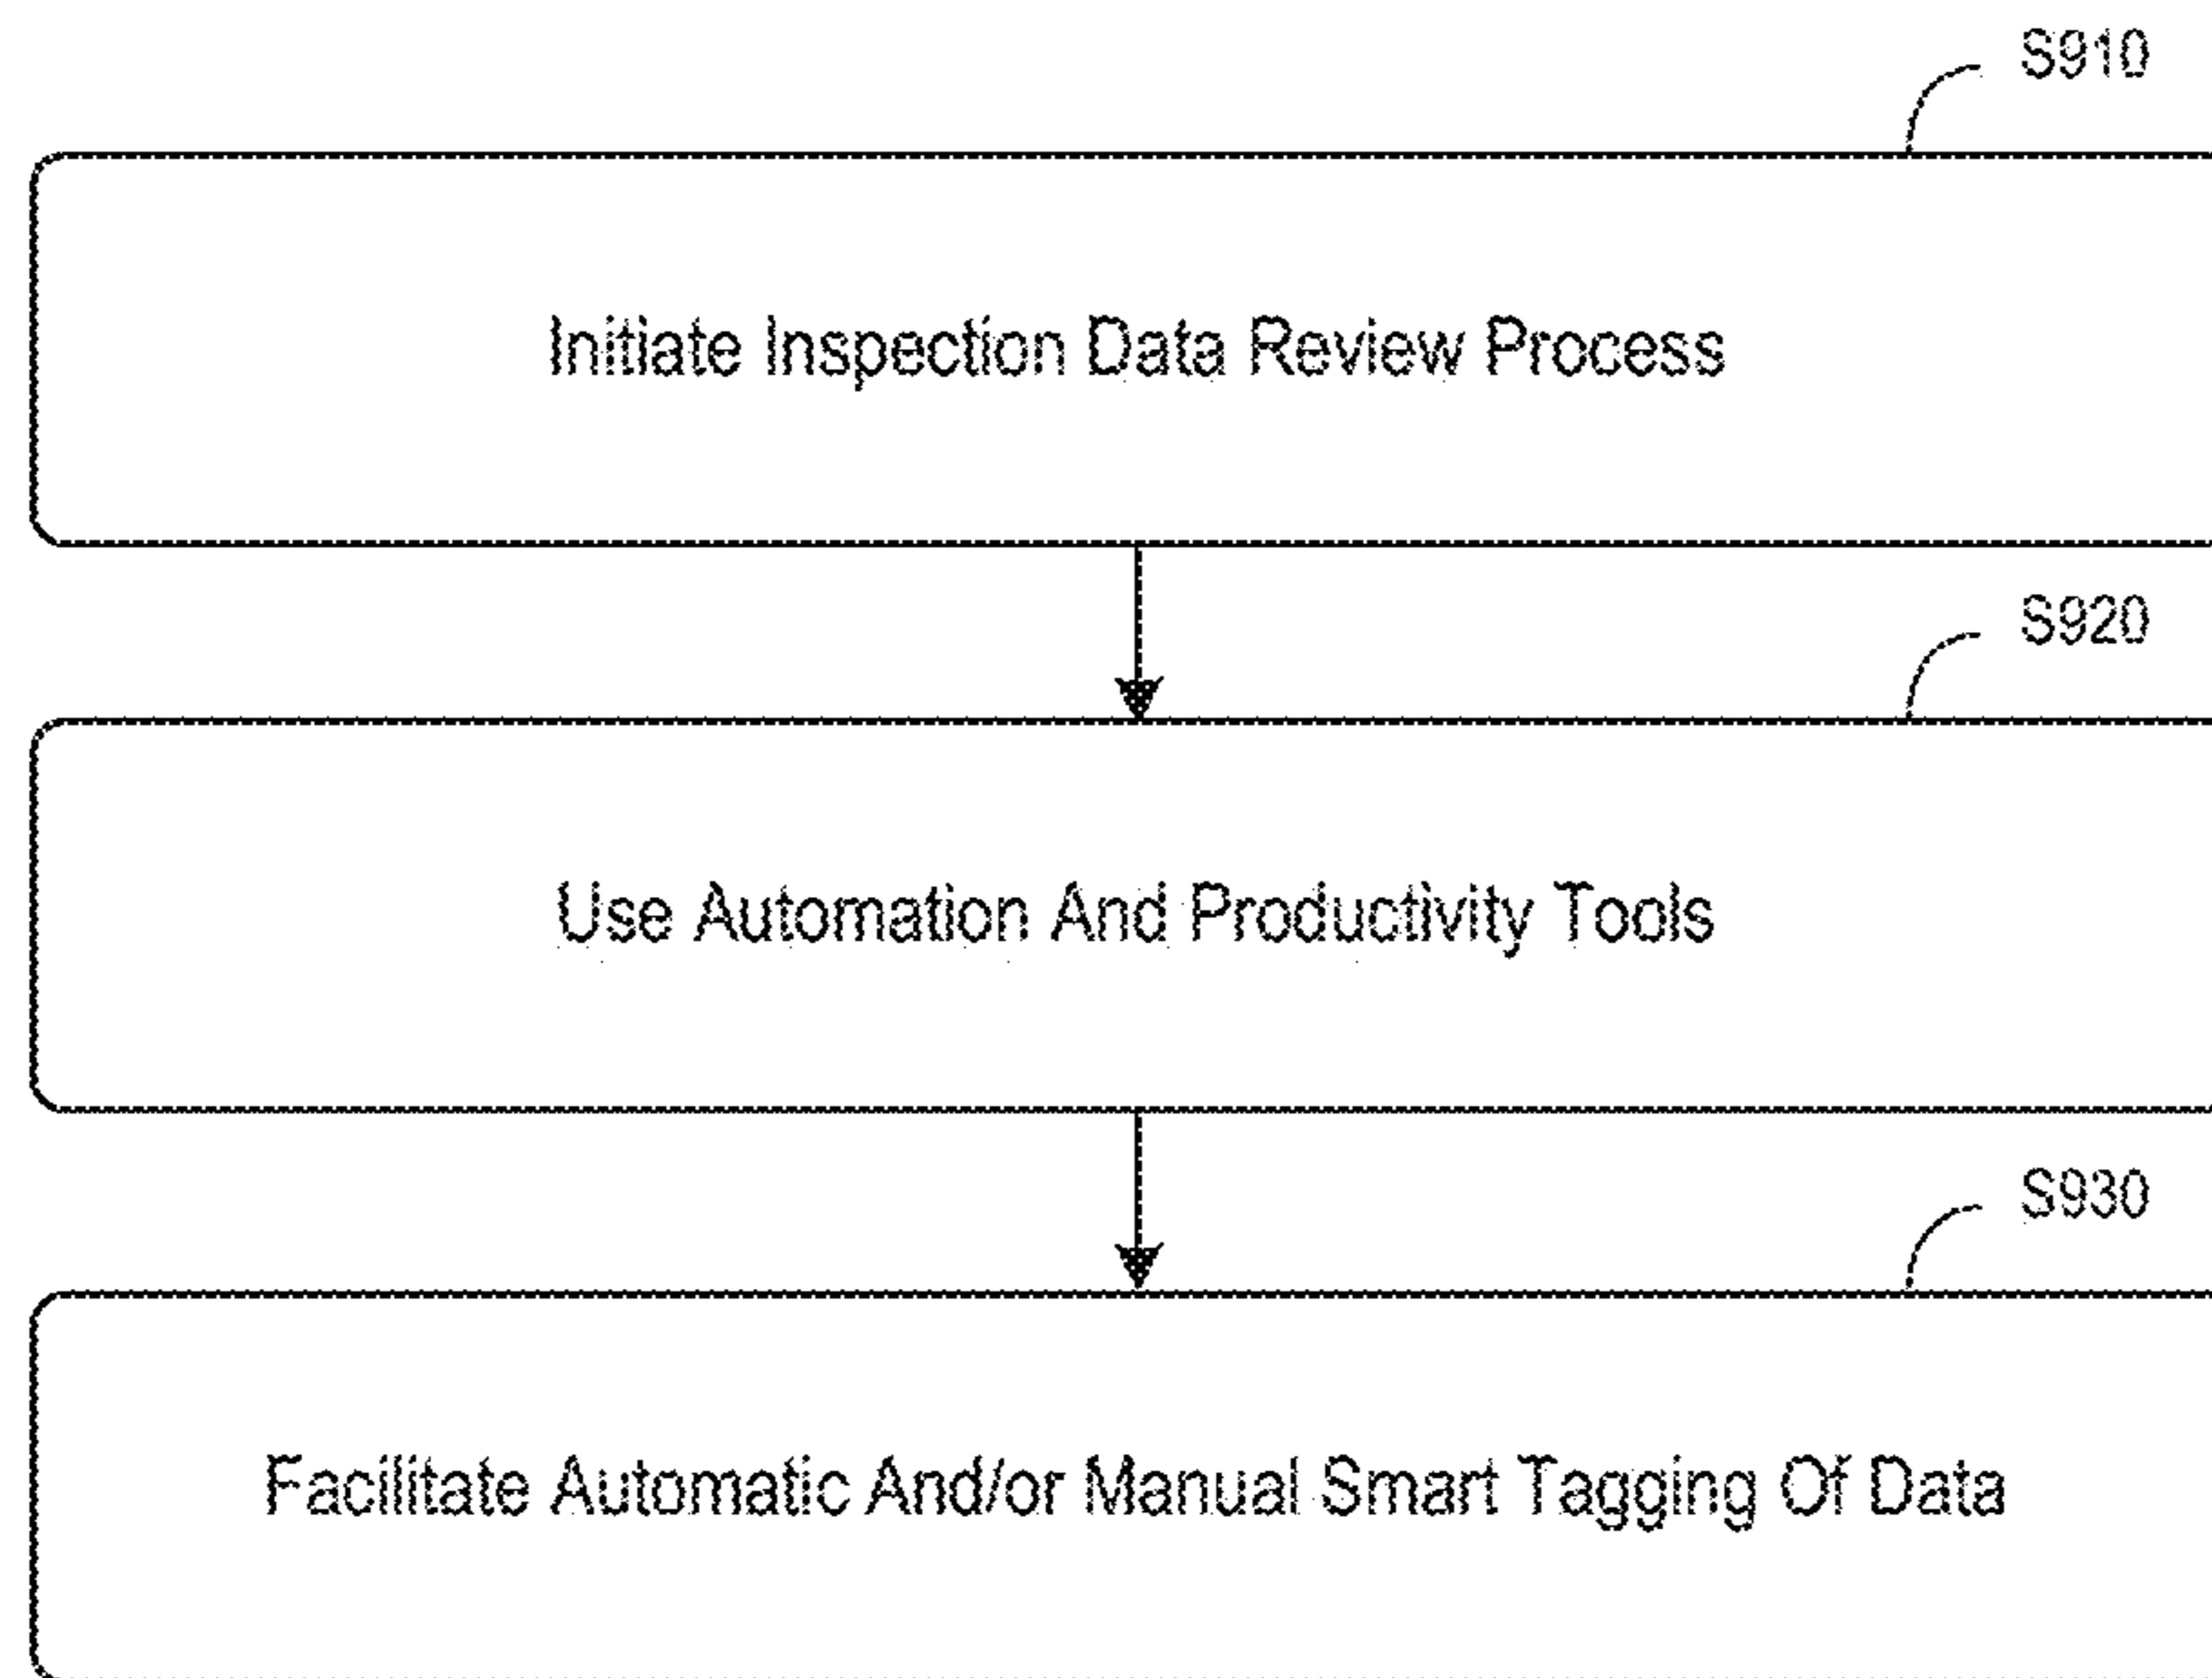 S910
Initiate Inspection Data Review Process
S920
Use Automation And Productivity Tools
S930
Facilitate Automatic And/or Manual Smart Tagging Of Data